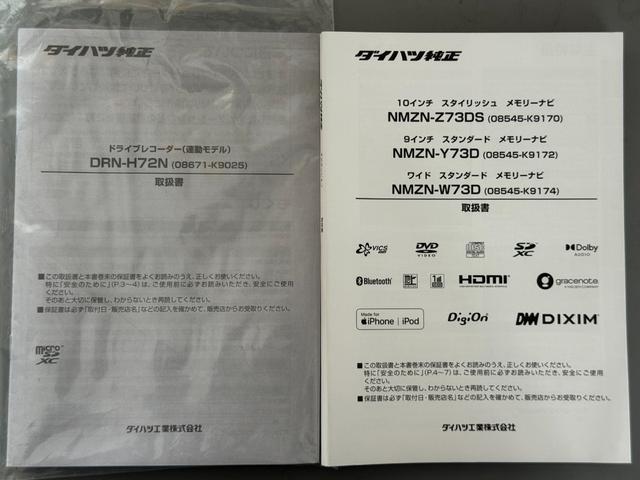 ダイハツ純正
ドライブレコーダー(連動モデル)
DRN-H72N (08671-K9025)
取扱書
■この取扱書と本書巻末の保証書をよくお読みのうえ、正しくお使いください。
特に「安全のために」(P.3~4)は、ご使用前に必ずお読みいただき、安全にご使用
ください。
そのあと大切に保管し、わからないとき再読してください。
■保証書は必ず「取付日・販売店名」などの記入を確かめて、販売店からお受取りください。
micro SD XC
ダイハツ工業株式会社
ダイハツ純正
10インチ スタイリッシュ メモリーナビ
NMZN-Z73DS (08545-K9170)
9インチ スタンダード メモリーナビ
NMZN-Y73D (08545-K9172)
ワイド スタンダード メモリーナビ
NMZN-W73D (08545-K9174)
取扱書
VICS DVD VIDEO SD XC Dolby AUDIO
Bluetooth HDMI gracenote
Made for iPhone | iPod DigiOn DIXIM
■この取扱書と保証書をよくお読みのうえ、正しくお使いください。
特に「安全のために」(P.4~7)は、ご使用前に必ずお読みいただき、安全にご使用ください。
そのあと大切に保管し、わからないとき再読してください。
■保証書は必ず「取付日・販売店名」などの記入を確かめて、販売店からお受取りください。
ダイハツ工業株式会社